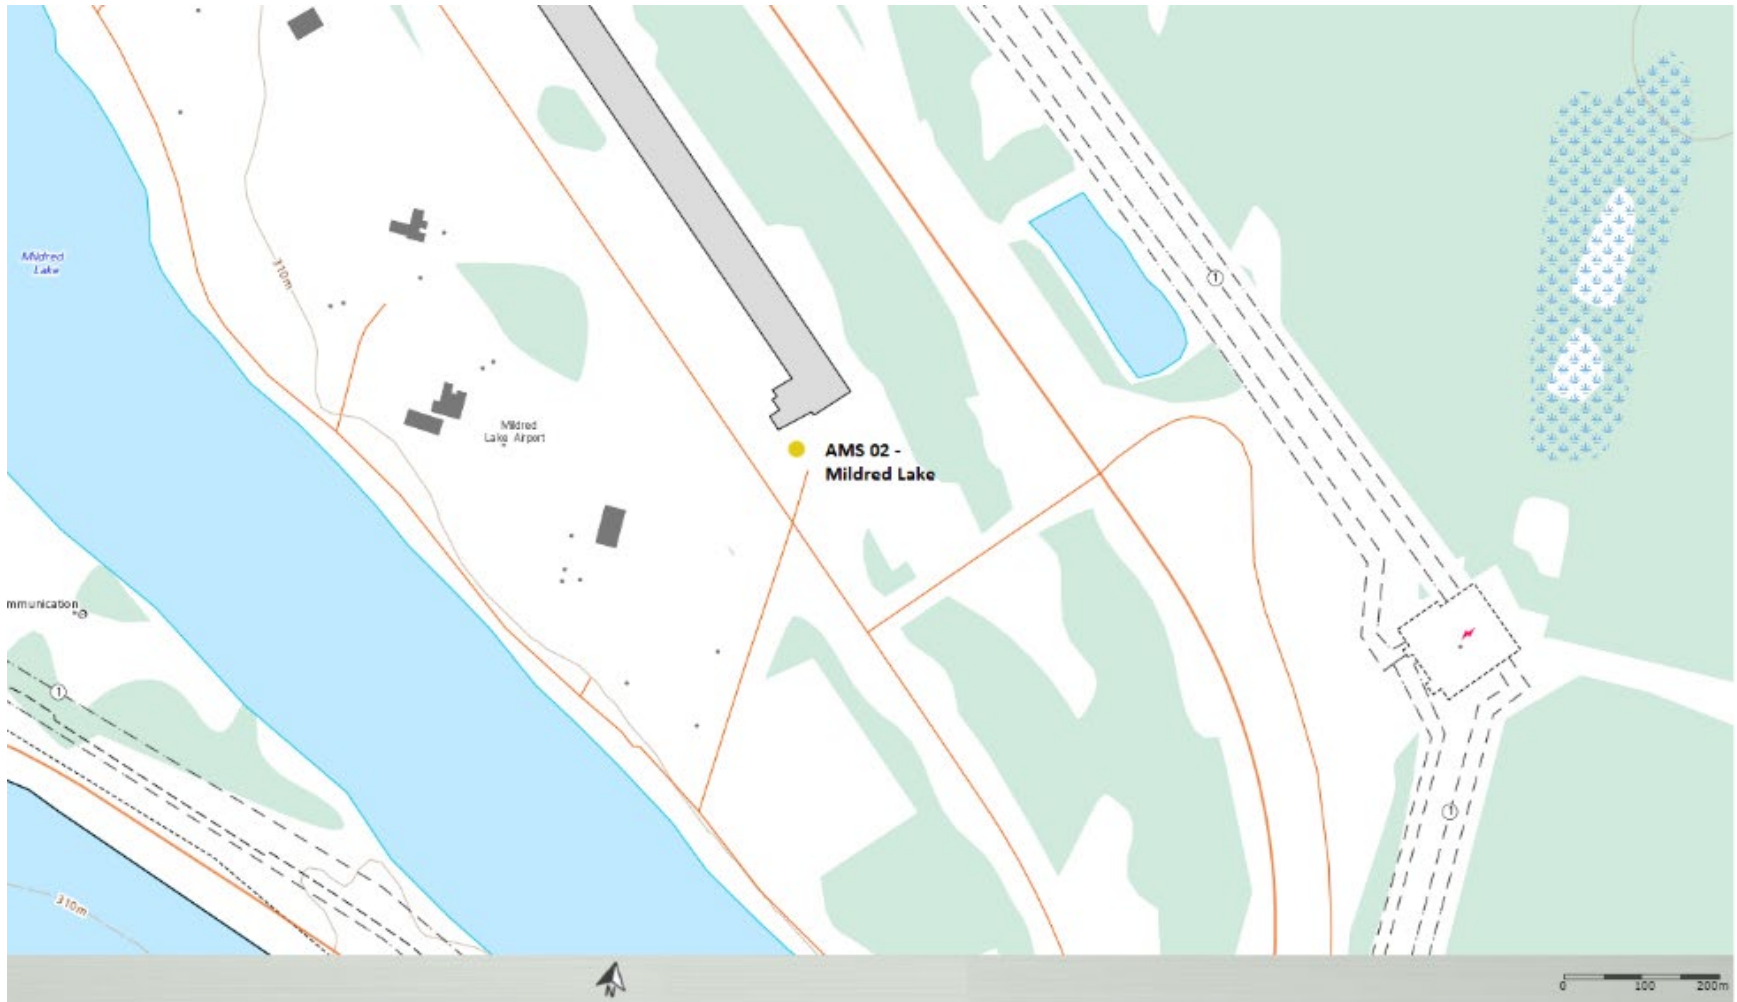 Mildred
Lake
310m
1
Mildred
Lake Airport
AMS 02 -
Mildred Lake
mmunication
1
1
310m
N
0 100 200m